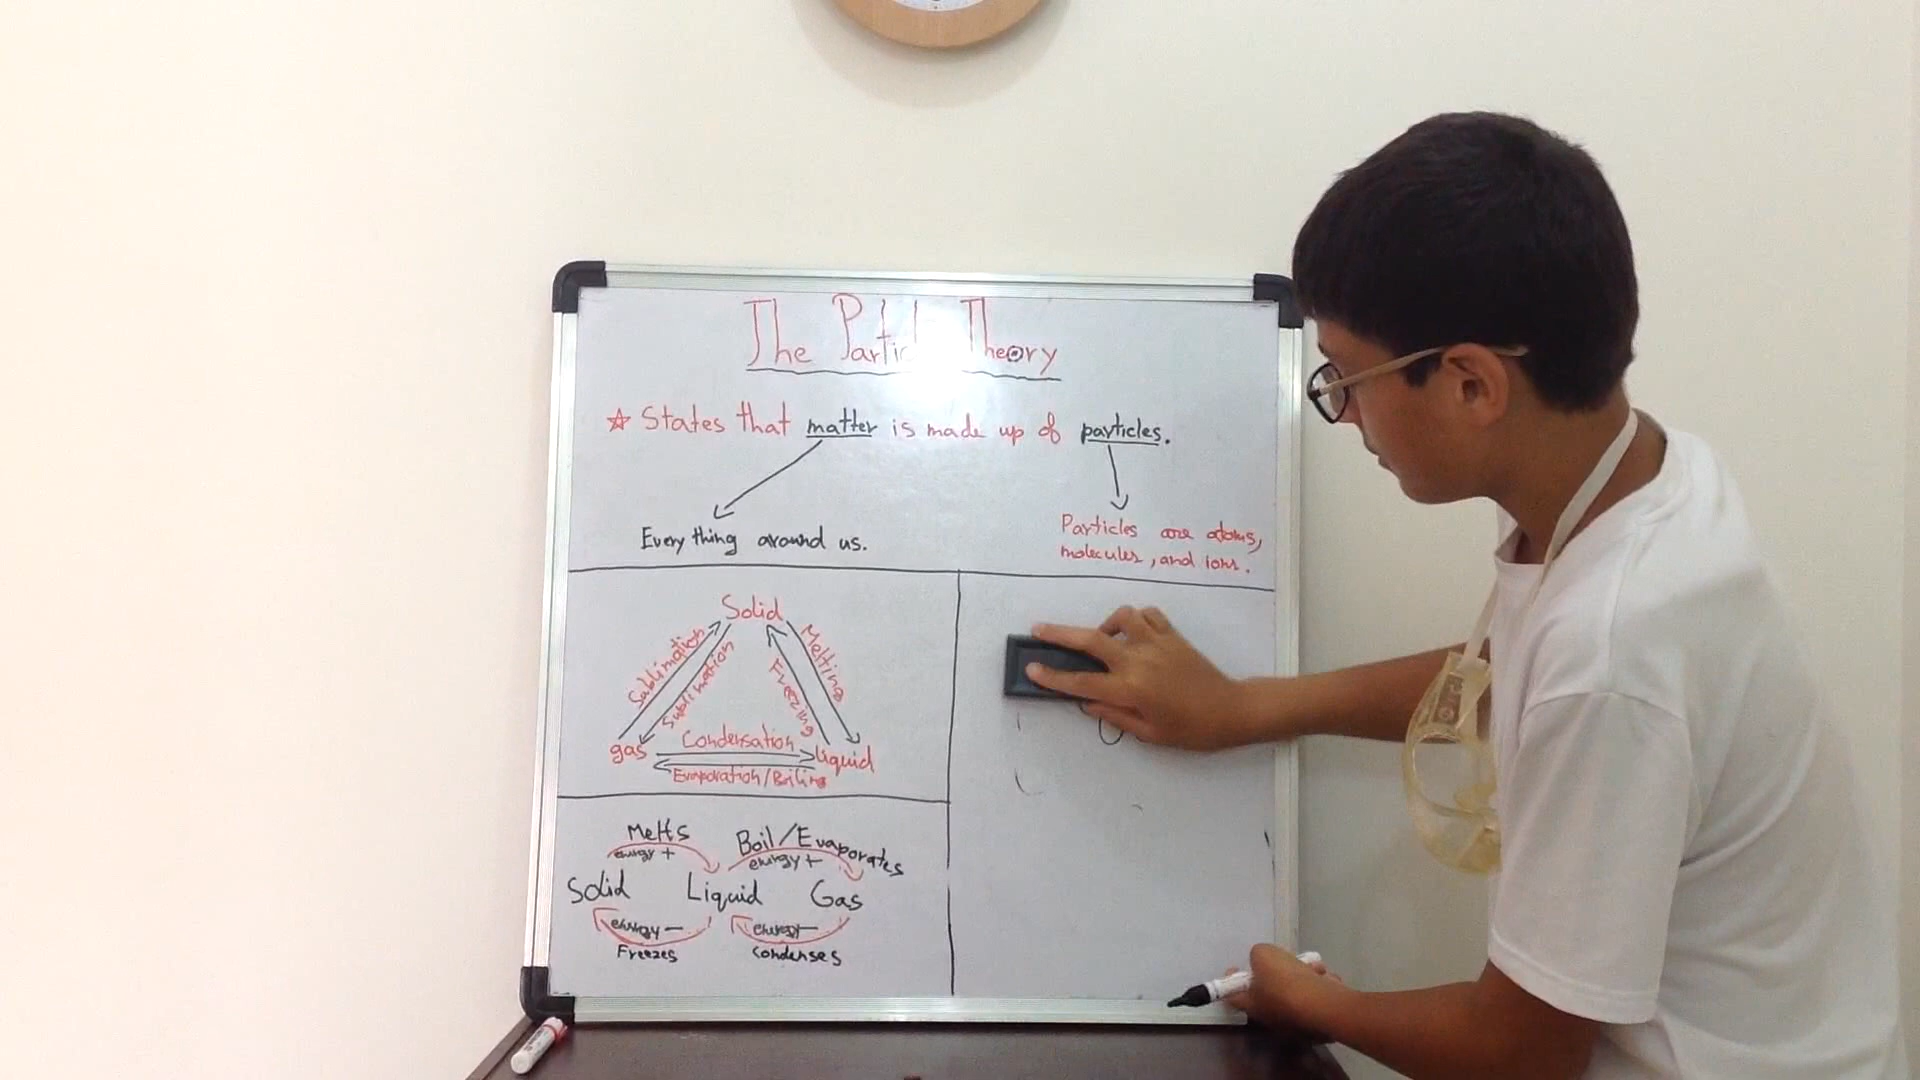 The Particle Theory
☆ States that matter is made up of particles.
Everything around us.
Particles are atoms,
molecules, and ions.
Solid
Sublimation
Sublimation
Melting
Freezing
gas
Condensation
liquid
Evaporation/Boiling
Melts
energy +
Boil/Evaporates
energy +
Solid
Liquid
Gas
energy -
Freezes
energy -
Condenses